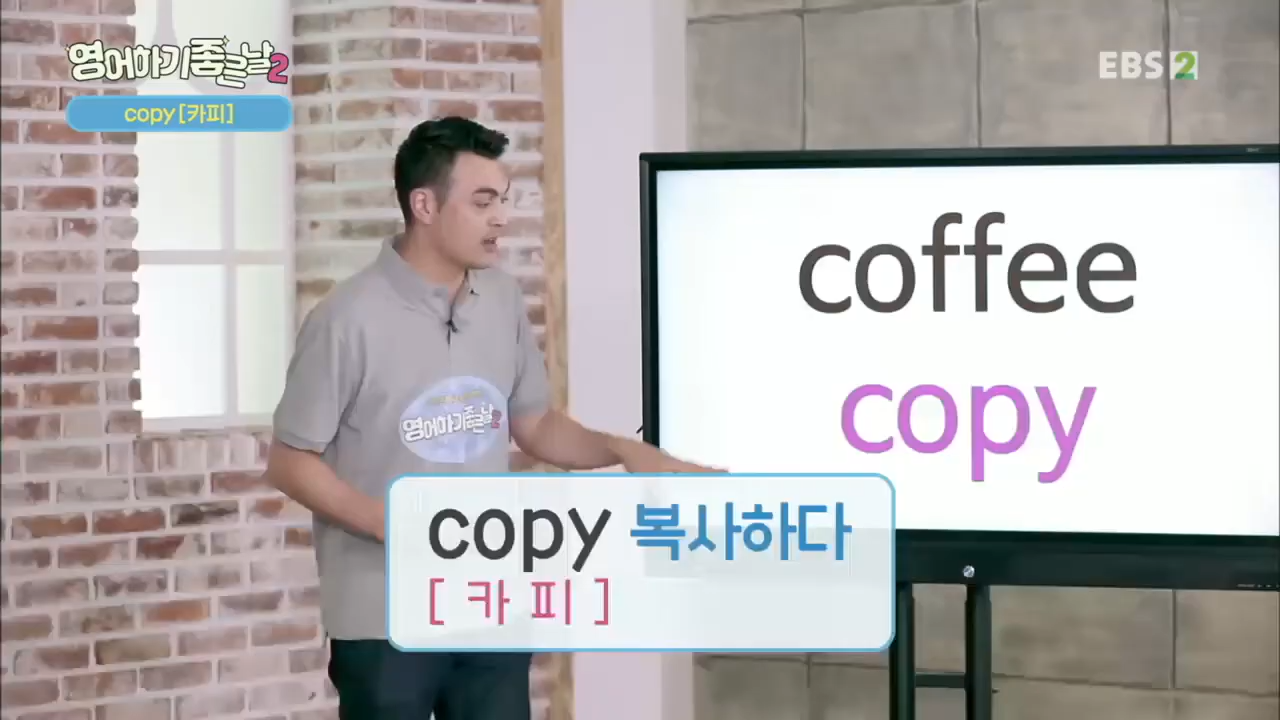 영어하기 좋은 날 2
EBS 2
copy [카피]
coffee
copy
영어하기 좋은 날 2
copy 복사하다
[ 카 피 ]